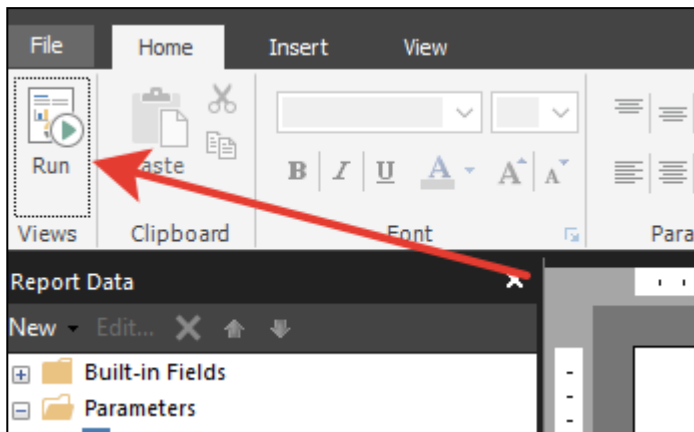 File Home Insert View
Run
aste
B I U A A A
Views Clipboard Font Para
Report Data
New Edit...
Built-in Fields
Parameters